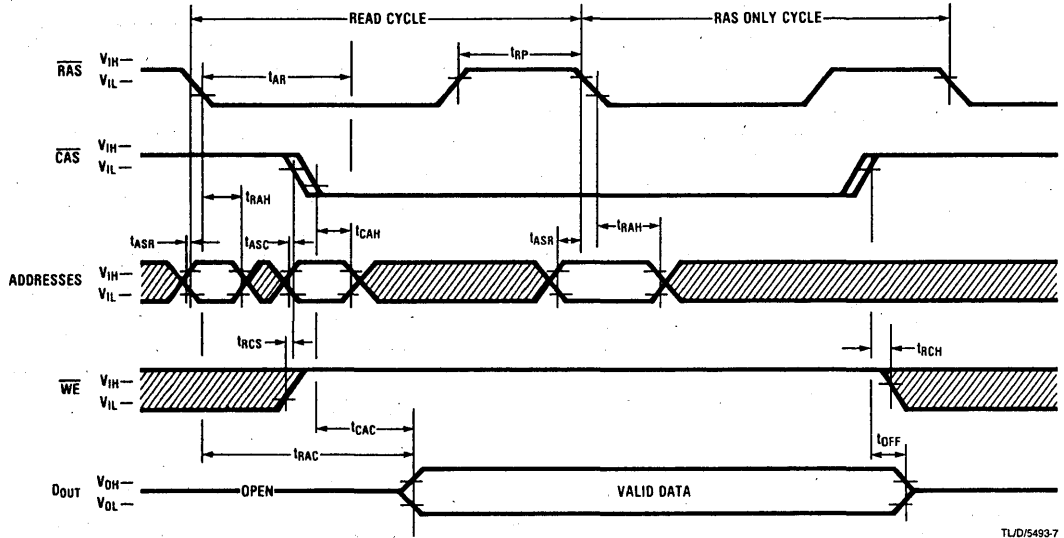 READ CYCLE
RAS ONLY CYCLE
RAS
VIH
VIL
tAR
tRP
CAS
VIH
VIL
tRAH
tCAH
tASR
tASC
tASR
tRAH
ADDRESSES
VIH
VIL
tRCS
tRCH
WE
VIH
VIL
tCAC
tRAC
tOFF
DOUT
VOH
VOL
OPEN
VALID DATA
TL/D/5493-7